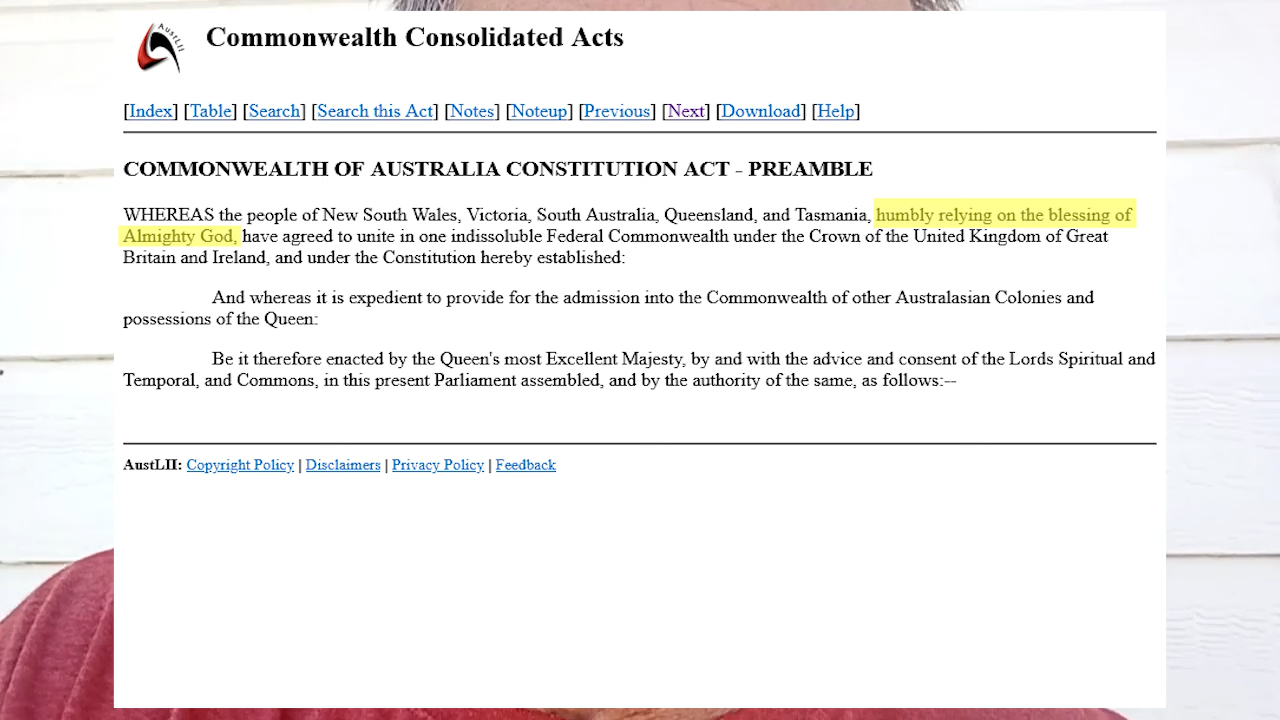 AustLII
Commonwealth Consolidated Acts
[Index] [Table] [Search] [Search this Act] [Notes] [Noteup] [Previous] [Next] [Download] [Help]
COMMONWEALTH OF AUSTRALIA CONSTITUTION ACT - PREAMBLE
WHEREAS the people of New South Wales, Victoria, South Australia, Queensland, and Tasmania, humbly relying on the blessing of
Almighty God, have agreed to unite in one indissoluble Federal Commonwealth under the Crown of the United Kingdom of Great
Britain and Ireland, and under the Constitution hereby established:
And whereas it is expedient to provide for the admission into the Commonwealth of other Australasian Colonies and
possessions of the Queen:
Be it therefore enacted by the Queen's most Excellent Majesty, by and with the advice and consent of the Lords Spiritual and
Temporal, and Commons, in this present Parliament assembled, and by the authority of the same, as follows:--
AustLII: Copyright Policy | Disclaimers | Privacy Policy | Feedback